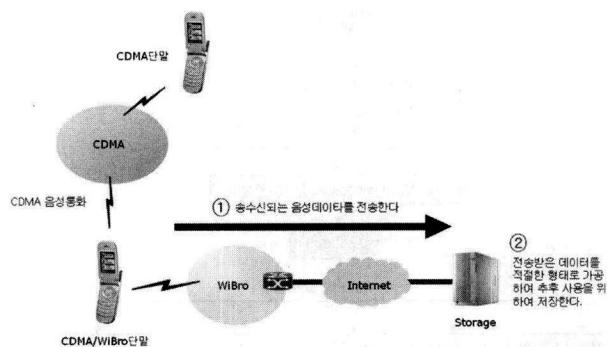 CDMA단말
CDMA
CDMA 음성통화
① 송수신되는 음성데이타를 전송한다
WiBro
Internet
CDMA/WiBro단말
Storage
②
전송받은 데이터를
적절한 형태로 가공
하여 추후 사용을 위
하여 저장한다.